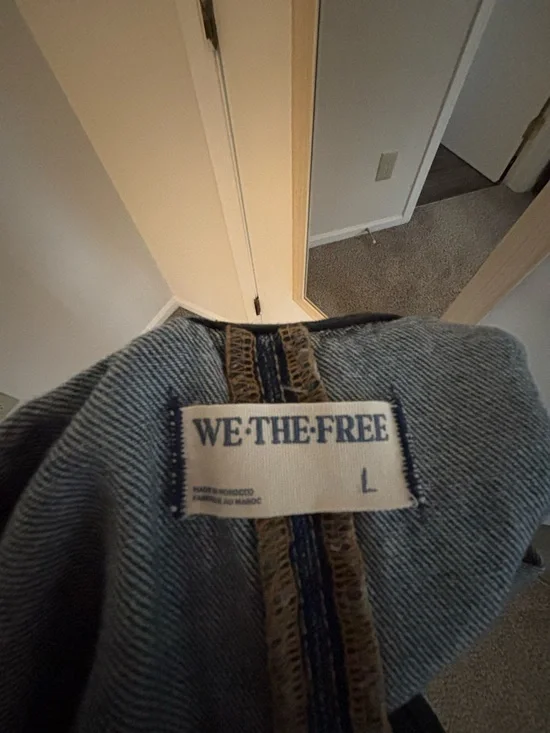 WE·THE·FREE
L
MADE IN MOROCCO
FABRIQUÉ AU MAROC